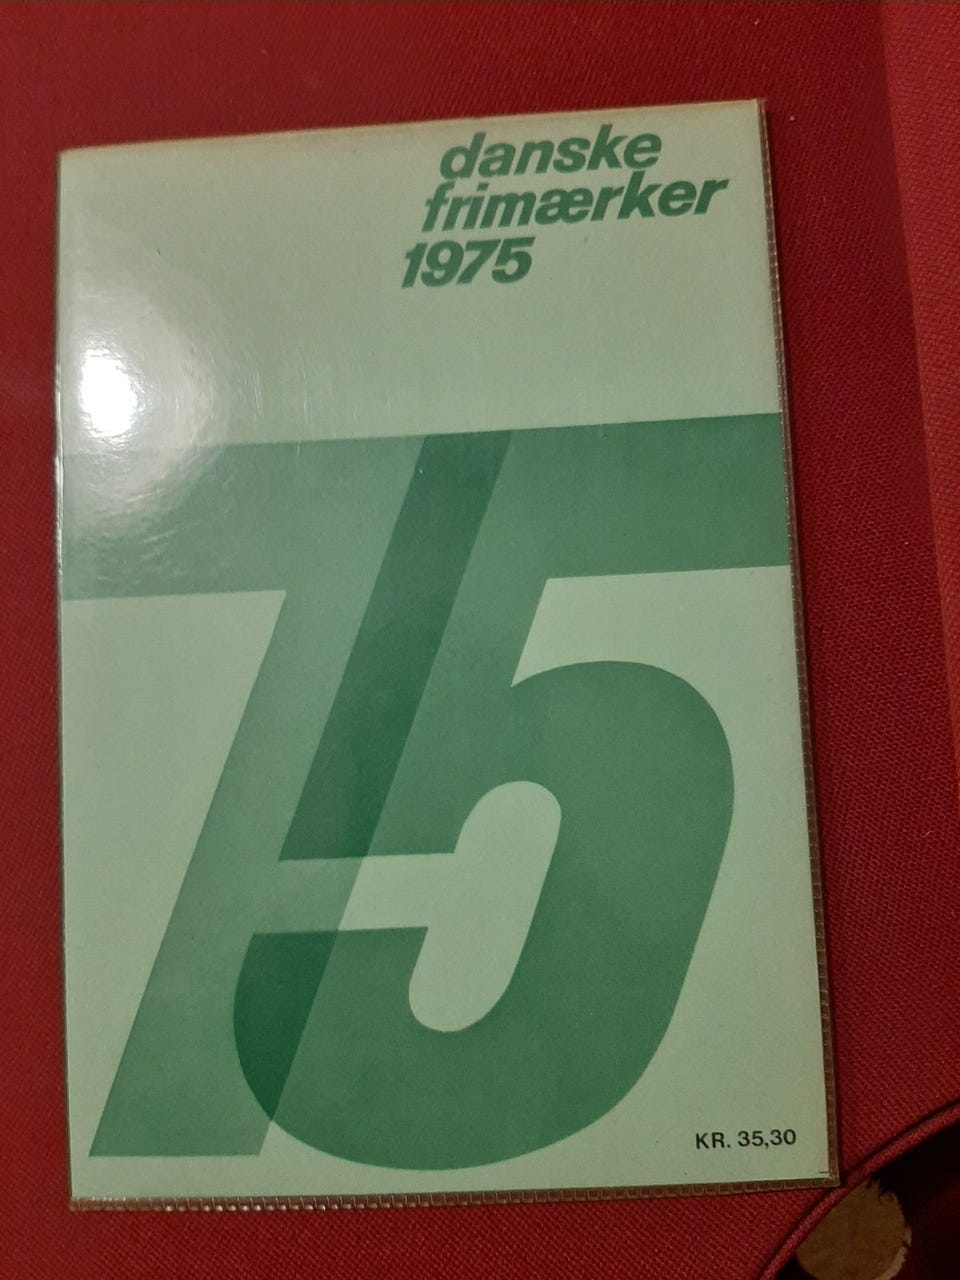 danske
frimærker
1975
75
KR. 35,30